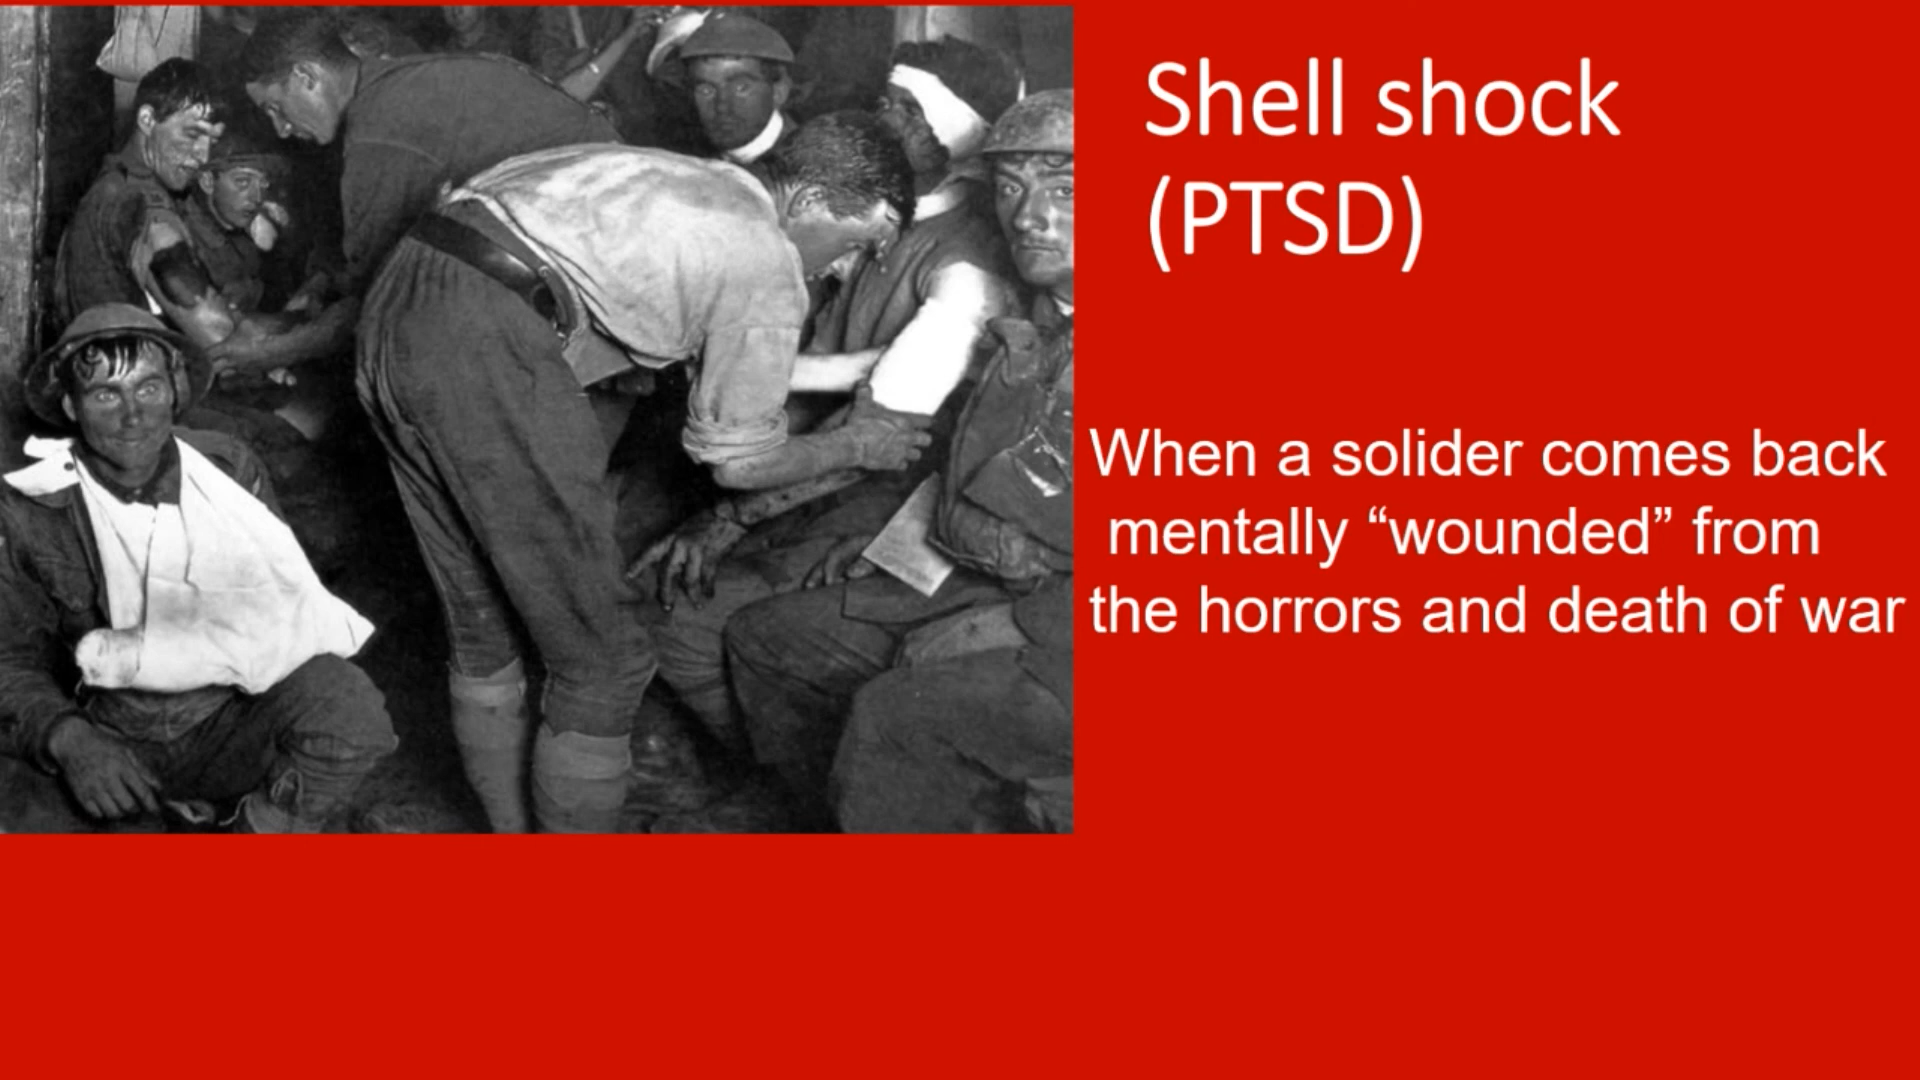 Shell shock
(PTSD)
When a solider comes back
mentally “wounded” from
the horrors and death of war